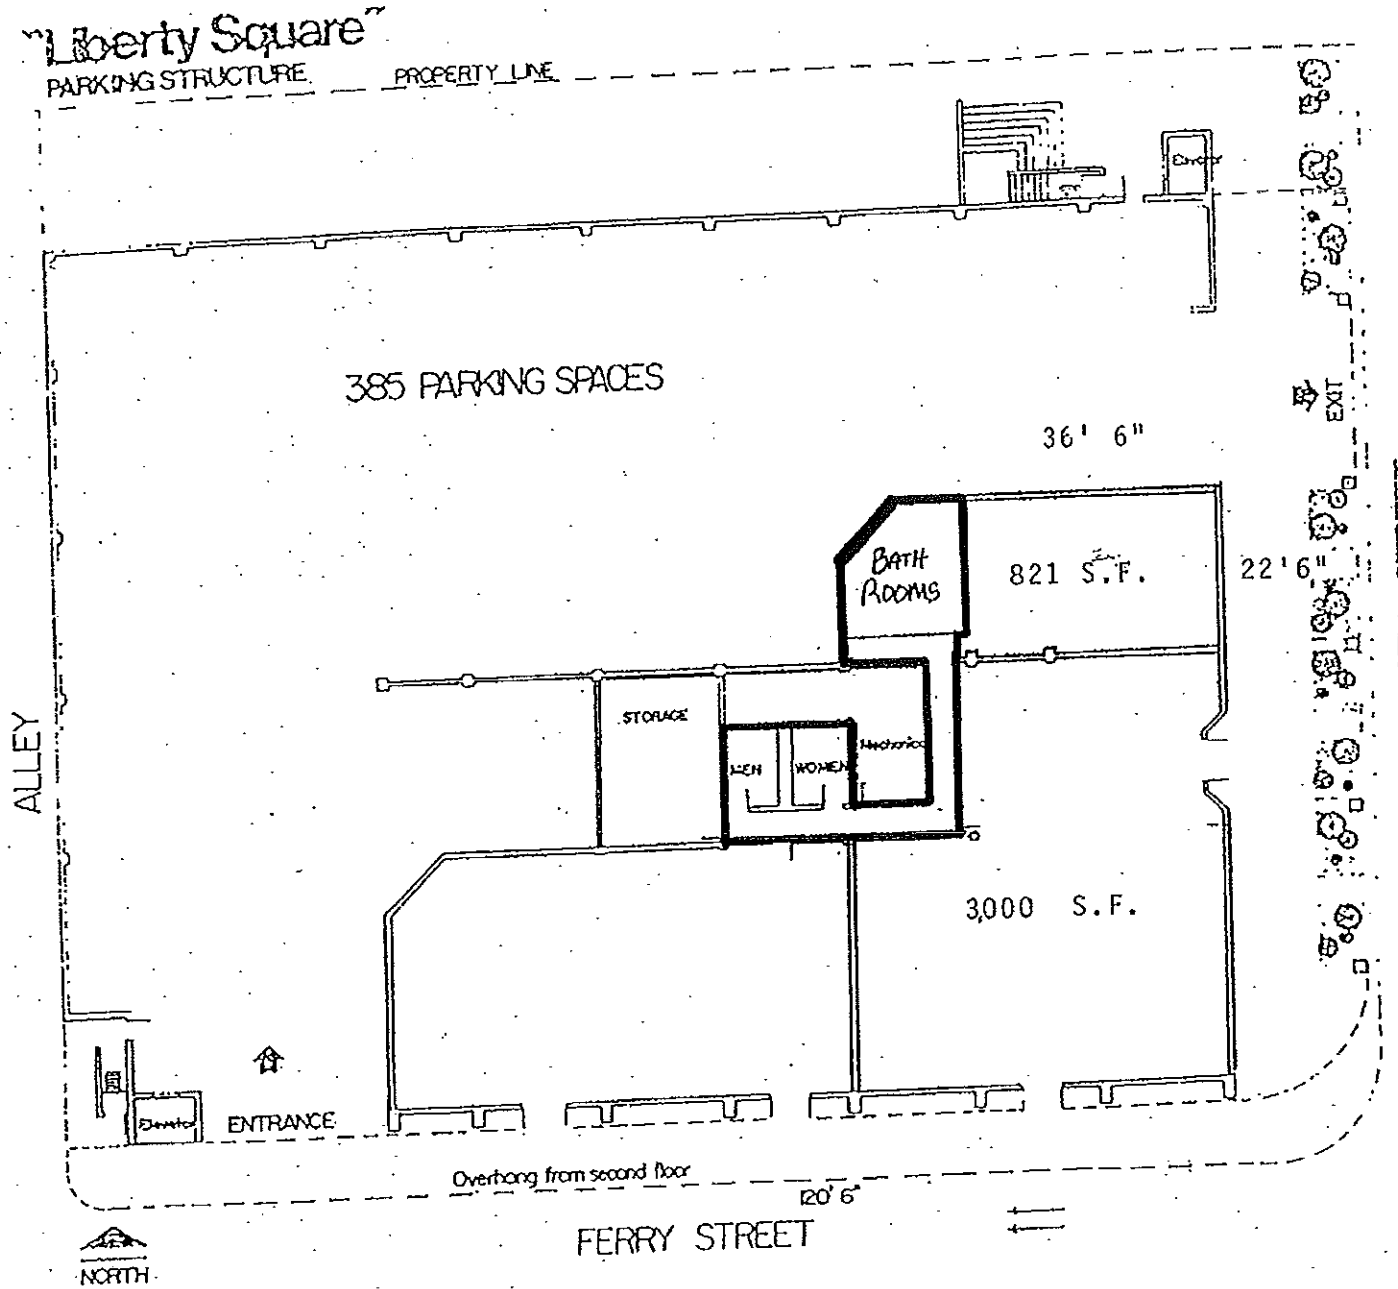 "Liberty Square"
PARKING STRUCTURE
PROPERTY LINE
Elevator
385 PARKING SPACES
EXIT
36' 6"
BATH
ROOMS
821 S.F.
22'6"
STORAGE
MEN
WOMEN
Mechanical
ALLEY
3,000 S.F.
Elevator
ENTRANCE
Overhang from second floor
120' 6"
FERRY STREET
NORTH